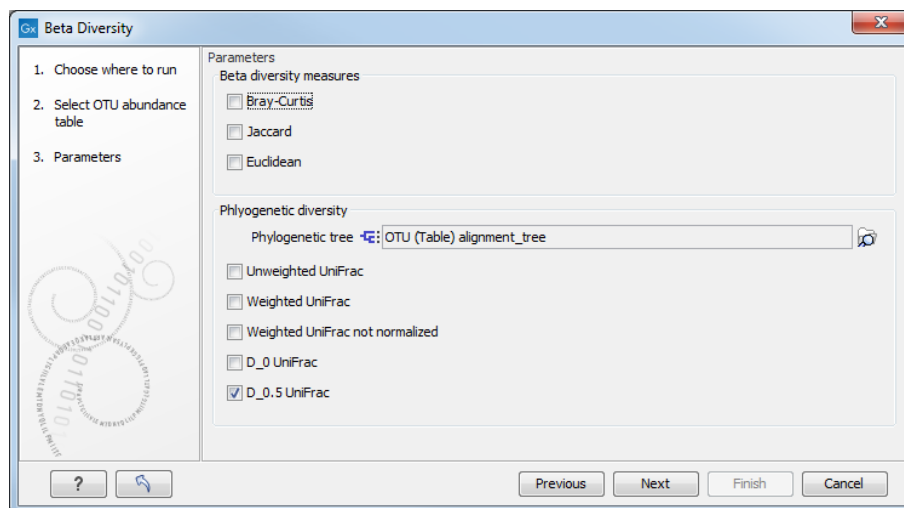 Gx Beta Diversity
X
1. Choose where to run
2. Select OTU abundance
table
3. Parameters
Parameters
Beta diversity measures
Bray-Curtis
Jaccard
Euclidean
Phlyogenetic diversity
Phylogenetic tree OTU (Table) alignment_tree
Unweighted UniFrac
Weighted UniFrac
Weighted UniFrac not normalized
D_0 UniFrac
D_0.5 UniFrac
?
Previous
Next
Finish
Cancel